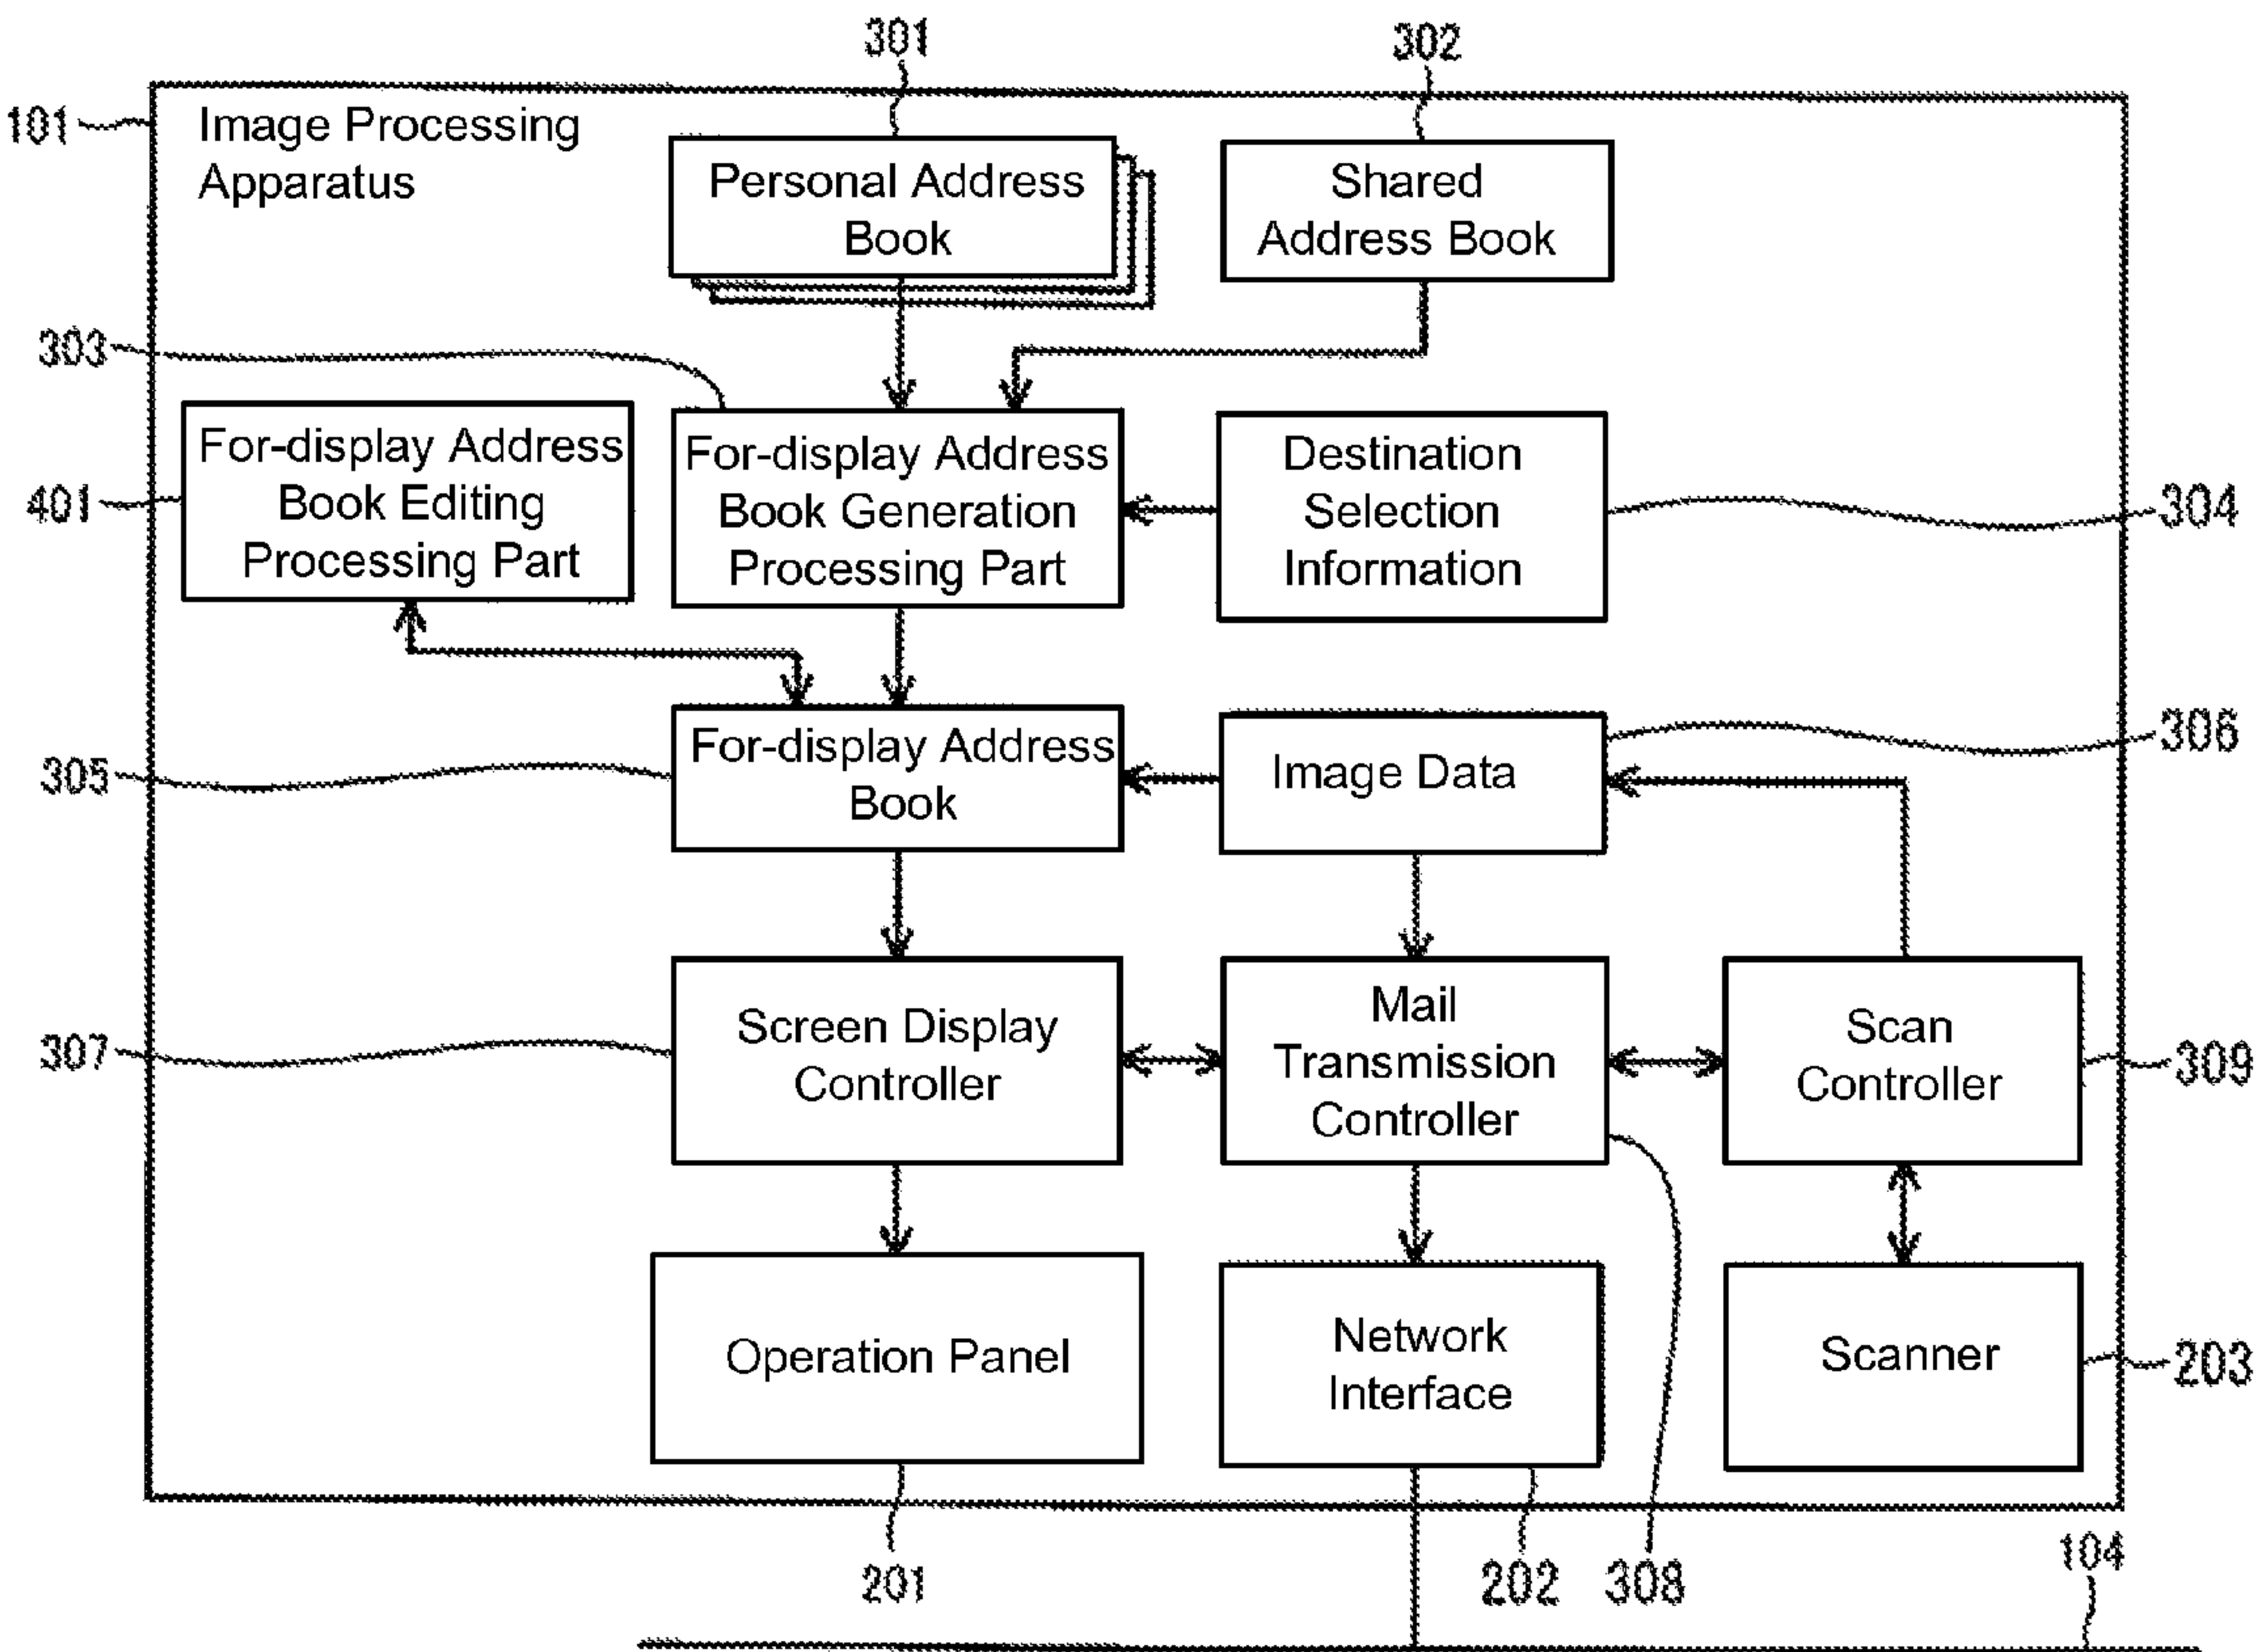 301
302
101
Image Processing
Apparatus
Personal Address
Book
Shared
Address Book
303
For-display Address
Book Editing
Processing Part
401
For-display Address
Book Generation
Processing Part
Destination
Selection
Information
304
305
For-display Address
Book
Image Data
306
307
Screen Display
Controller
Mail
Transmission
Controller
Scan
Controller
309
Operation Panel
Network
Interface
Scanner
203
201
202
308
104